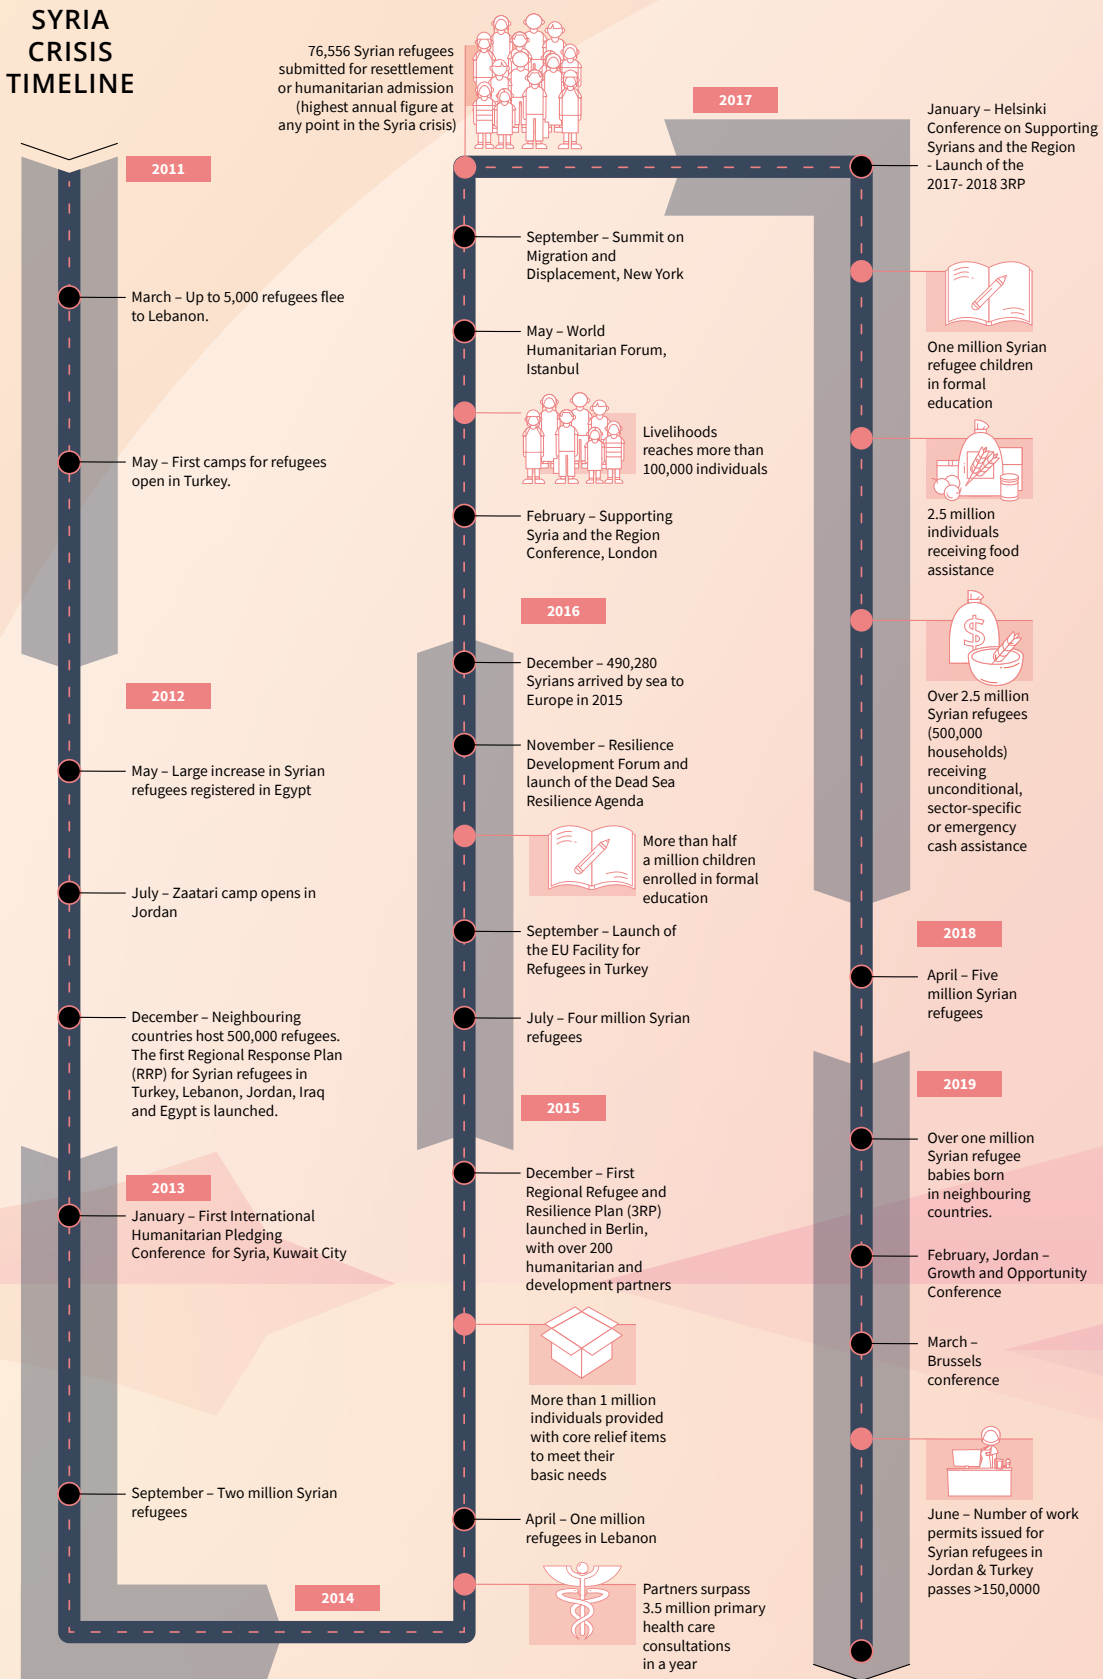 SYRIA
CRISIS
TIMELINE
2011
March – Up to 5,000 refugees flee
to Lebanon.
May – First camps for refugees
open in Turkey.
2012
May – Large increase in Syrian
refugees registered in Egypt
July – Zaatari camp opens in
Jordan
December – Neighbouring
countries host 500,000 refugees.
The first Regional Response Plan
(RRP) for Syrian refugees in
Turkey, Lebanon, Jordan, Iraq
and Egypt is launched.
2013
January – First International
Humanitarian Pledging
Conference for Syria, Kuwait City
September – Two million Syrian
refugees
2014
Partners surpass
3.5 million primary
health care
consultations
in a year
April – One million
refugees in Lebanon
More than 1 million
individuals provided
with core relief items
to meet their
basic needs
December – First
Regional Refugee and
Resilience Plan (3RP)
launched in Berlin,
with over 200
humanitarian and
development partners
2015
July – Four million Syrian
refugees
September – Launch of
the EU Facility for
Refugees in Turkey
More than half
a million children
enrolled in formal
education
November – Resilience
Development Forum and
launch of the Dead Sea
Resilience Agenda
December – 490,280
Syrians arrived by sea to
Europe in 2015
2016
February – Supporting
Syria and the Region
Conference, London
Livelihoods
reaches more than
100,000 individuals
May – World
Humanitarian Forum,
Istanbul
September – Summit on
Migration and
Displacement, New York
76,556 Syrian refugees
submitted for resettlement
or humanitarian admission
(highest annual figure at
any point in the Syria crisis)
2017
January – Helsinki
Conference on Supporting
Syrians and the Region
- Launch of the
2017- 2018 3RP
One million Syrian
refugee children
in formal
education
2.5 million
individuals
receiving food
assistance
$
Over 2.5 million
Syrian refugees
(500,000
households)
receiving
unconditional,
sector-specific
or emergency
cash assistance
2018
April – Five
million Syrian
refugees
2019
Over one million
Syrian refugee
babies born
in neighbouring
countries.
February, Jordan –
Growth and Opportunity
Conference
March –
Brussels
conference
June – Number of work
permits issued for
Syrian refugees in
Jordan & Turkey
passes >150,0000